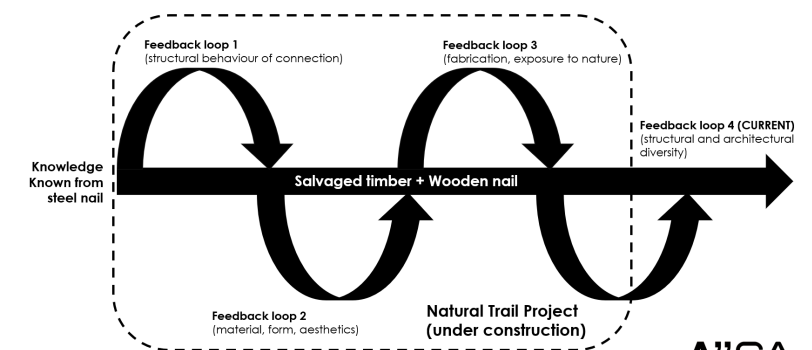 Feedback loop 1
(structural behaviour of connection)
Feedback loop 3
(fabrication, exposure to nature)
Feedback loop 4 (CURRENT)
(structural and architectural
diversity)
Knowledge
Known from
steel nail
Salvaged timber + Wooden nail
Feedback loop 2
(material, form, aesthetics)
Natural Trail Project
(under construction)